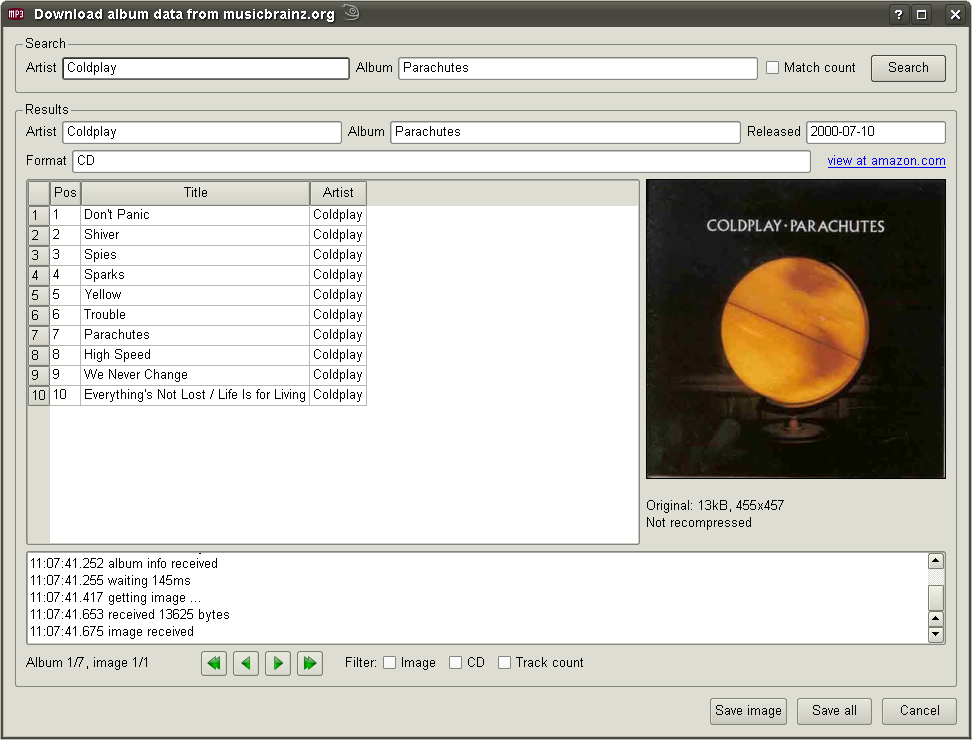 MP3 Download album data from musicbrainz.org
Search
Artist Coldplay Album Parachutes Match count Search
Results
Artist Coldplay Album Parachutes Released 2000-07-10
Format CD view at amazon.com
Pos Title Artist
1 1 Don't Panic Coldplay
2 2 Shiver Coldplay
3 3 Spies Coldplay
4 4 Sparks Coldplay
5 5 Yellow Coldplay
6 6 Trouble Coldplay
7 7 Parachutes Coldplay
8 8 High Speed Coldplay
9 9 We Never Change Coldplay
10 10 Everything's Not Lost / Life Is for Living Coldplay
COLDPLAY·PARACHUTES
Original: 13kB, 455x457
Not recompressed
11:07:41.252 album info received
11:07:41.255 waiting 145ms
11:07:41.417 getting image ...
11:07:41.653 received 13625 bytes
11:07:41.675 image received
Album 1/7, image 1/1 Filter: Image CD Track count
Save image Save all Cancel